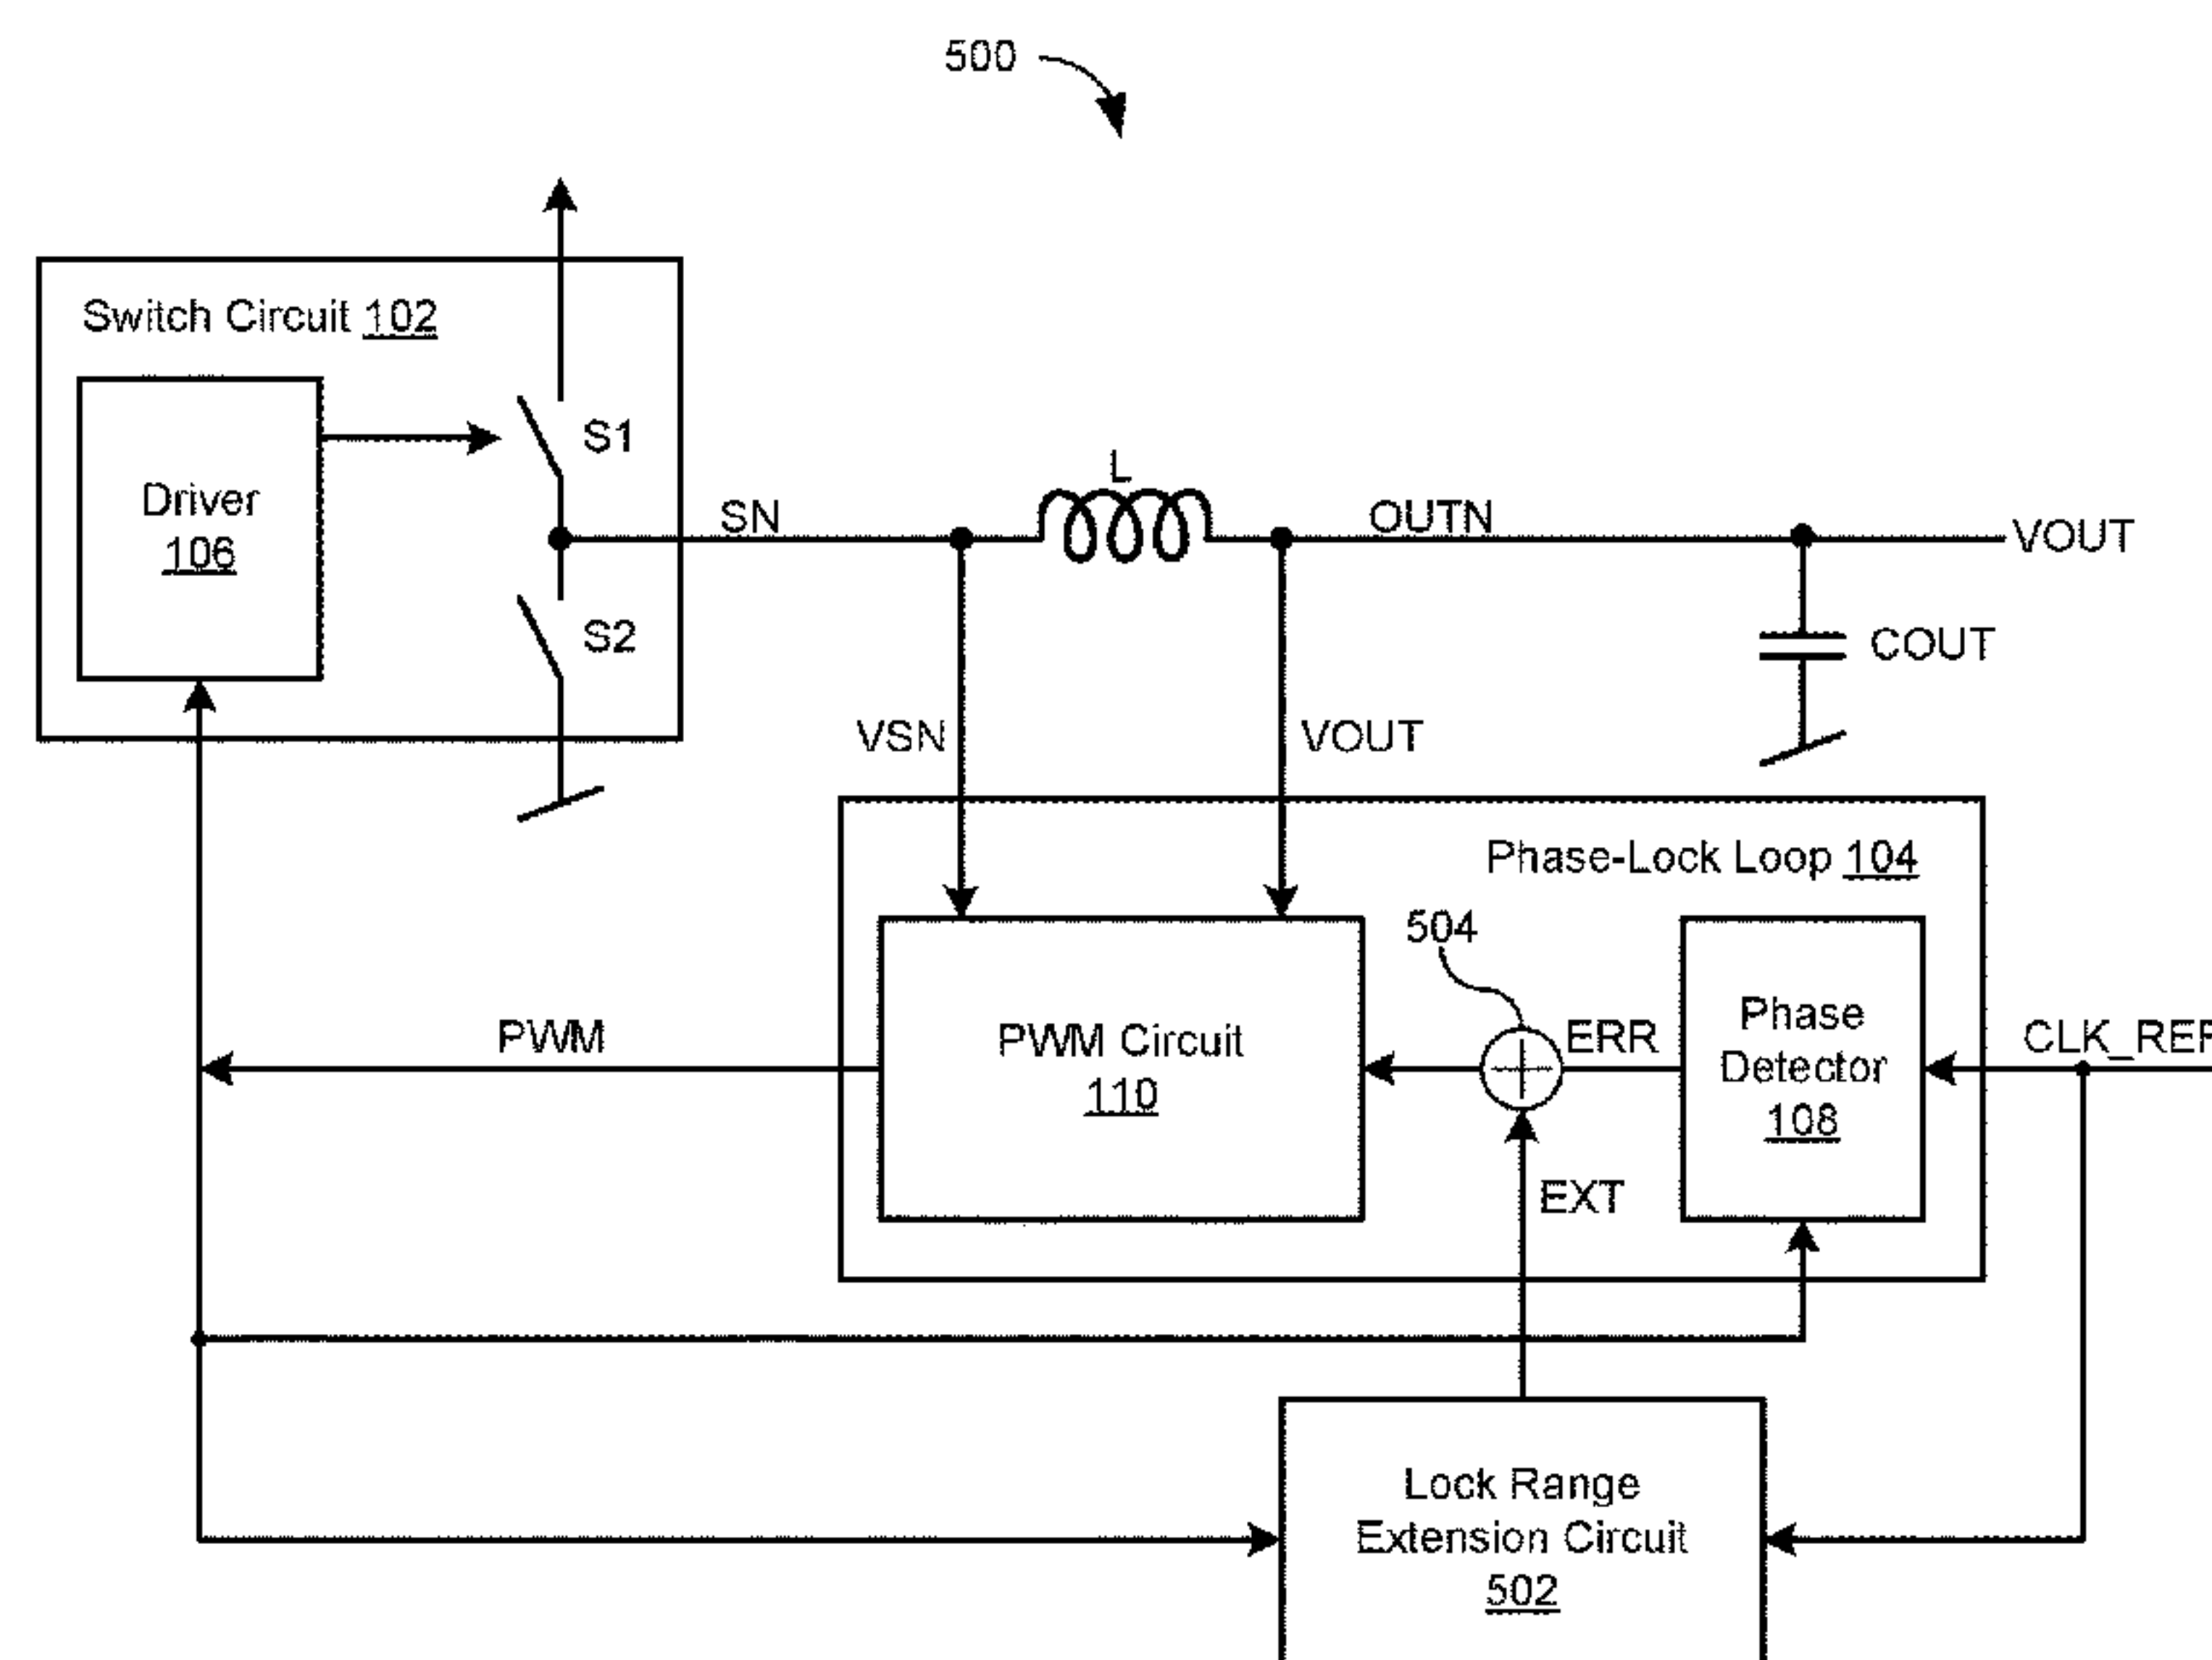 500
Switch Circuit 102
S1
Driver
106
S2
SN
L
OUTN
VOUT
COUT
VSN
VOUT
Phase-Lock Loop 104
504
PWM
PWM Circuit
110
ERR
Phase
Detector
108
CLK_REF
EXT
Lock Range
Extension Circuit
502